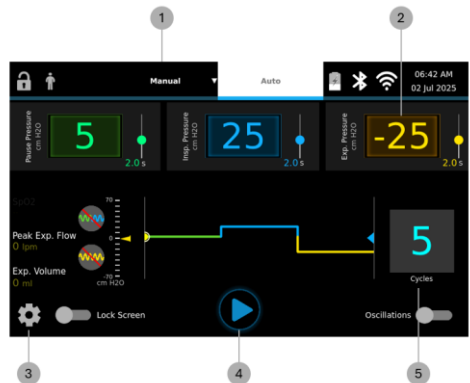 1
2
Manual
Auto
06:42 AM
02 Jul 2025
Pause Pressure
cm H2O
5
2.0 s
Insp. Pressure
cm H2O
25
2.0 s
Exp. Pressure
cm H2O
-25
2.0 s
SpO2
Peak Exp. Flow
0 lpm
Exp. Volume
0 ml
70
0
-70
cm H2O
5
Cycles
Lock Screen
Oscillations
3
4
5